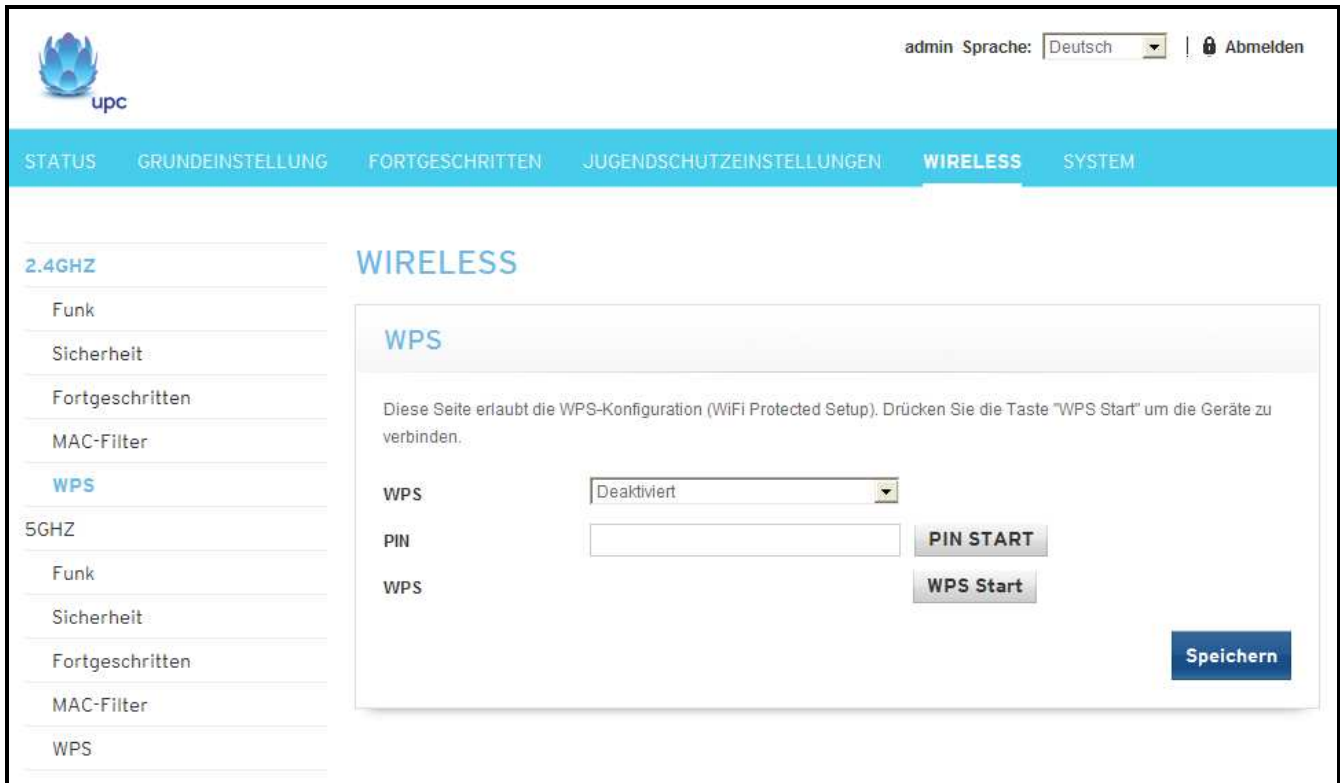 upc
admin Sprache: Deutsch | Abmelden
STATUS GRUNDEINSTELLUNG FORTGESCHRITTEN JUGENDSCHUTZEINSTELLUNGEN WIRELESS SYSTEM
2.4GHZ
Funk
Sicherheit
Fortgeschritten
MAC-Filter
WPS
5GHZ
Funk
Sicherheit
Fortgeschritten
MAC-Filter
WPS
WIRELESS
WPS
Diese Seite erlaubt die WPS-Konfiguration (WiFi Protected Setup). Drücken Sie die Taste "WPS Start" um die Geräte zu
verbinden.
WPS Deaktiviert
PIN PIN START
WPS WPS Start
Speichern